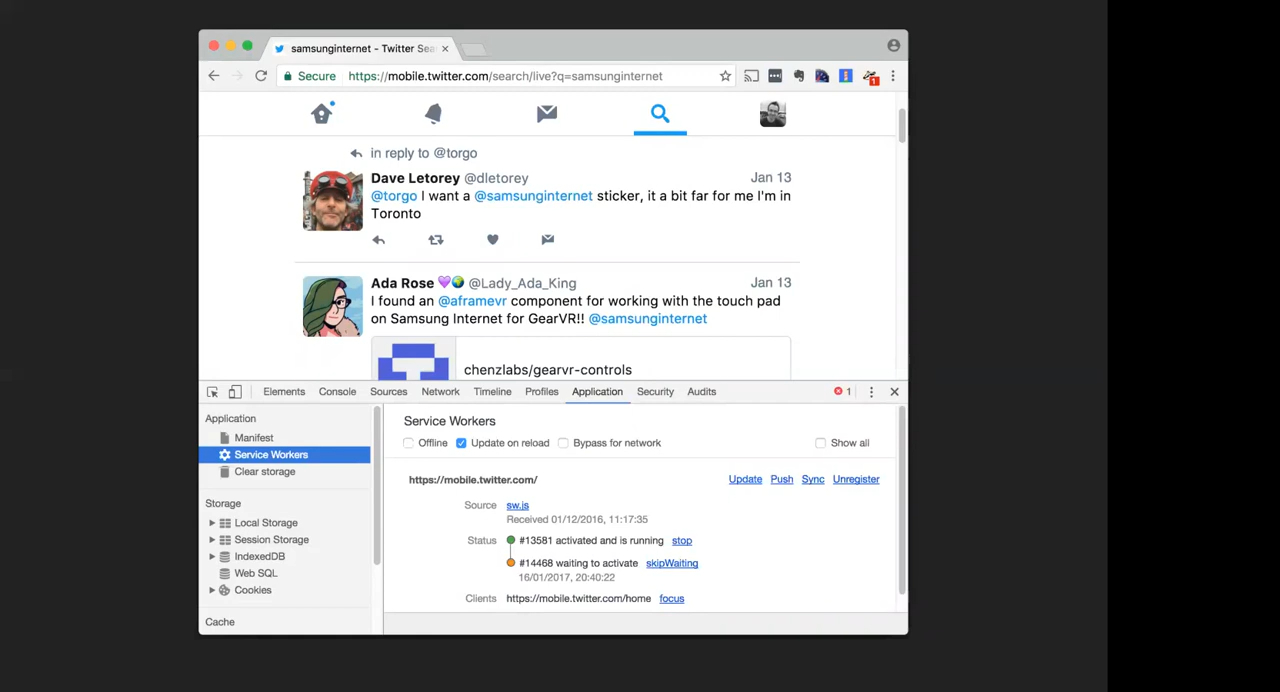 samsunginternet - Twitter Sea
Secure https://mobile.twitter.com/search/live?q=samsunginternet
1
in reply to @torgo
Dave Letorey @dletorey Jan 13
@torgo I want a @samsunginternet sticker, it a bit far for me I'm in
Toronto
Ada Rose 💜🌍 @Lady_Ada_King Jan 13
I found an @aframevr component for working with the touch pad
on Samsung Internet for GearVR!! @samsunginternet
chenzlabs/gearvr-controls
Elements Console Sources Network Timeline Profiles Application Security Audits 1
Application
Manifest
Service Workers
Clear storage
Storage
Local Storage
Session Storage
IndexedDB
Web SQL
Cookies
Cache
Service Workers
Offline Update on reload Bypass for network Show all
https://mobile.twitter.com/ Update Push Sync Unregister
Source sw.js
Received 01/12/2016, 11:17:35
Status #13581 activated and is running stop
#14468 waiting to activate skipWaiting
16/01/2017, 20:40:22
Clients https://mobile.twitter.com/home focus